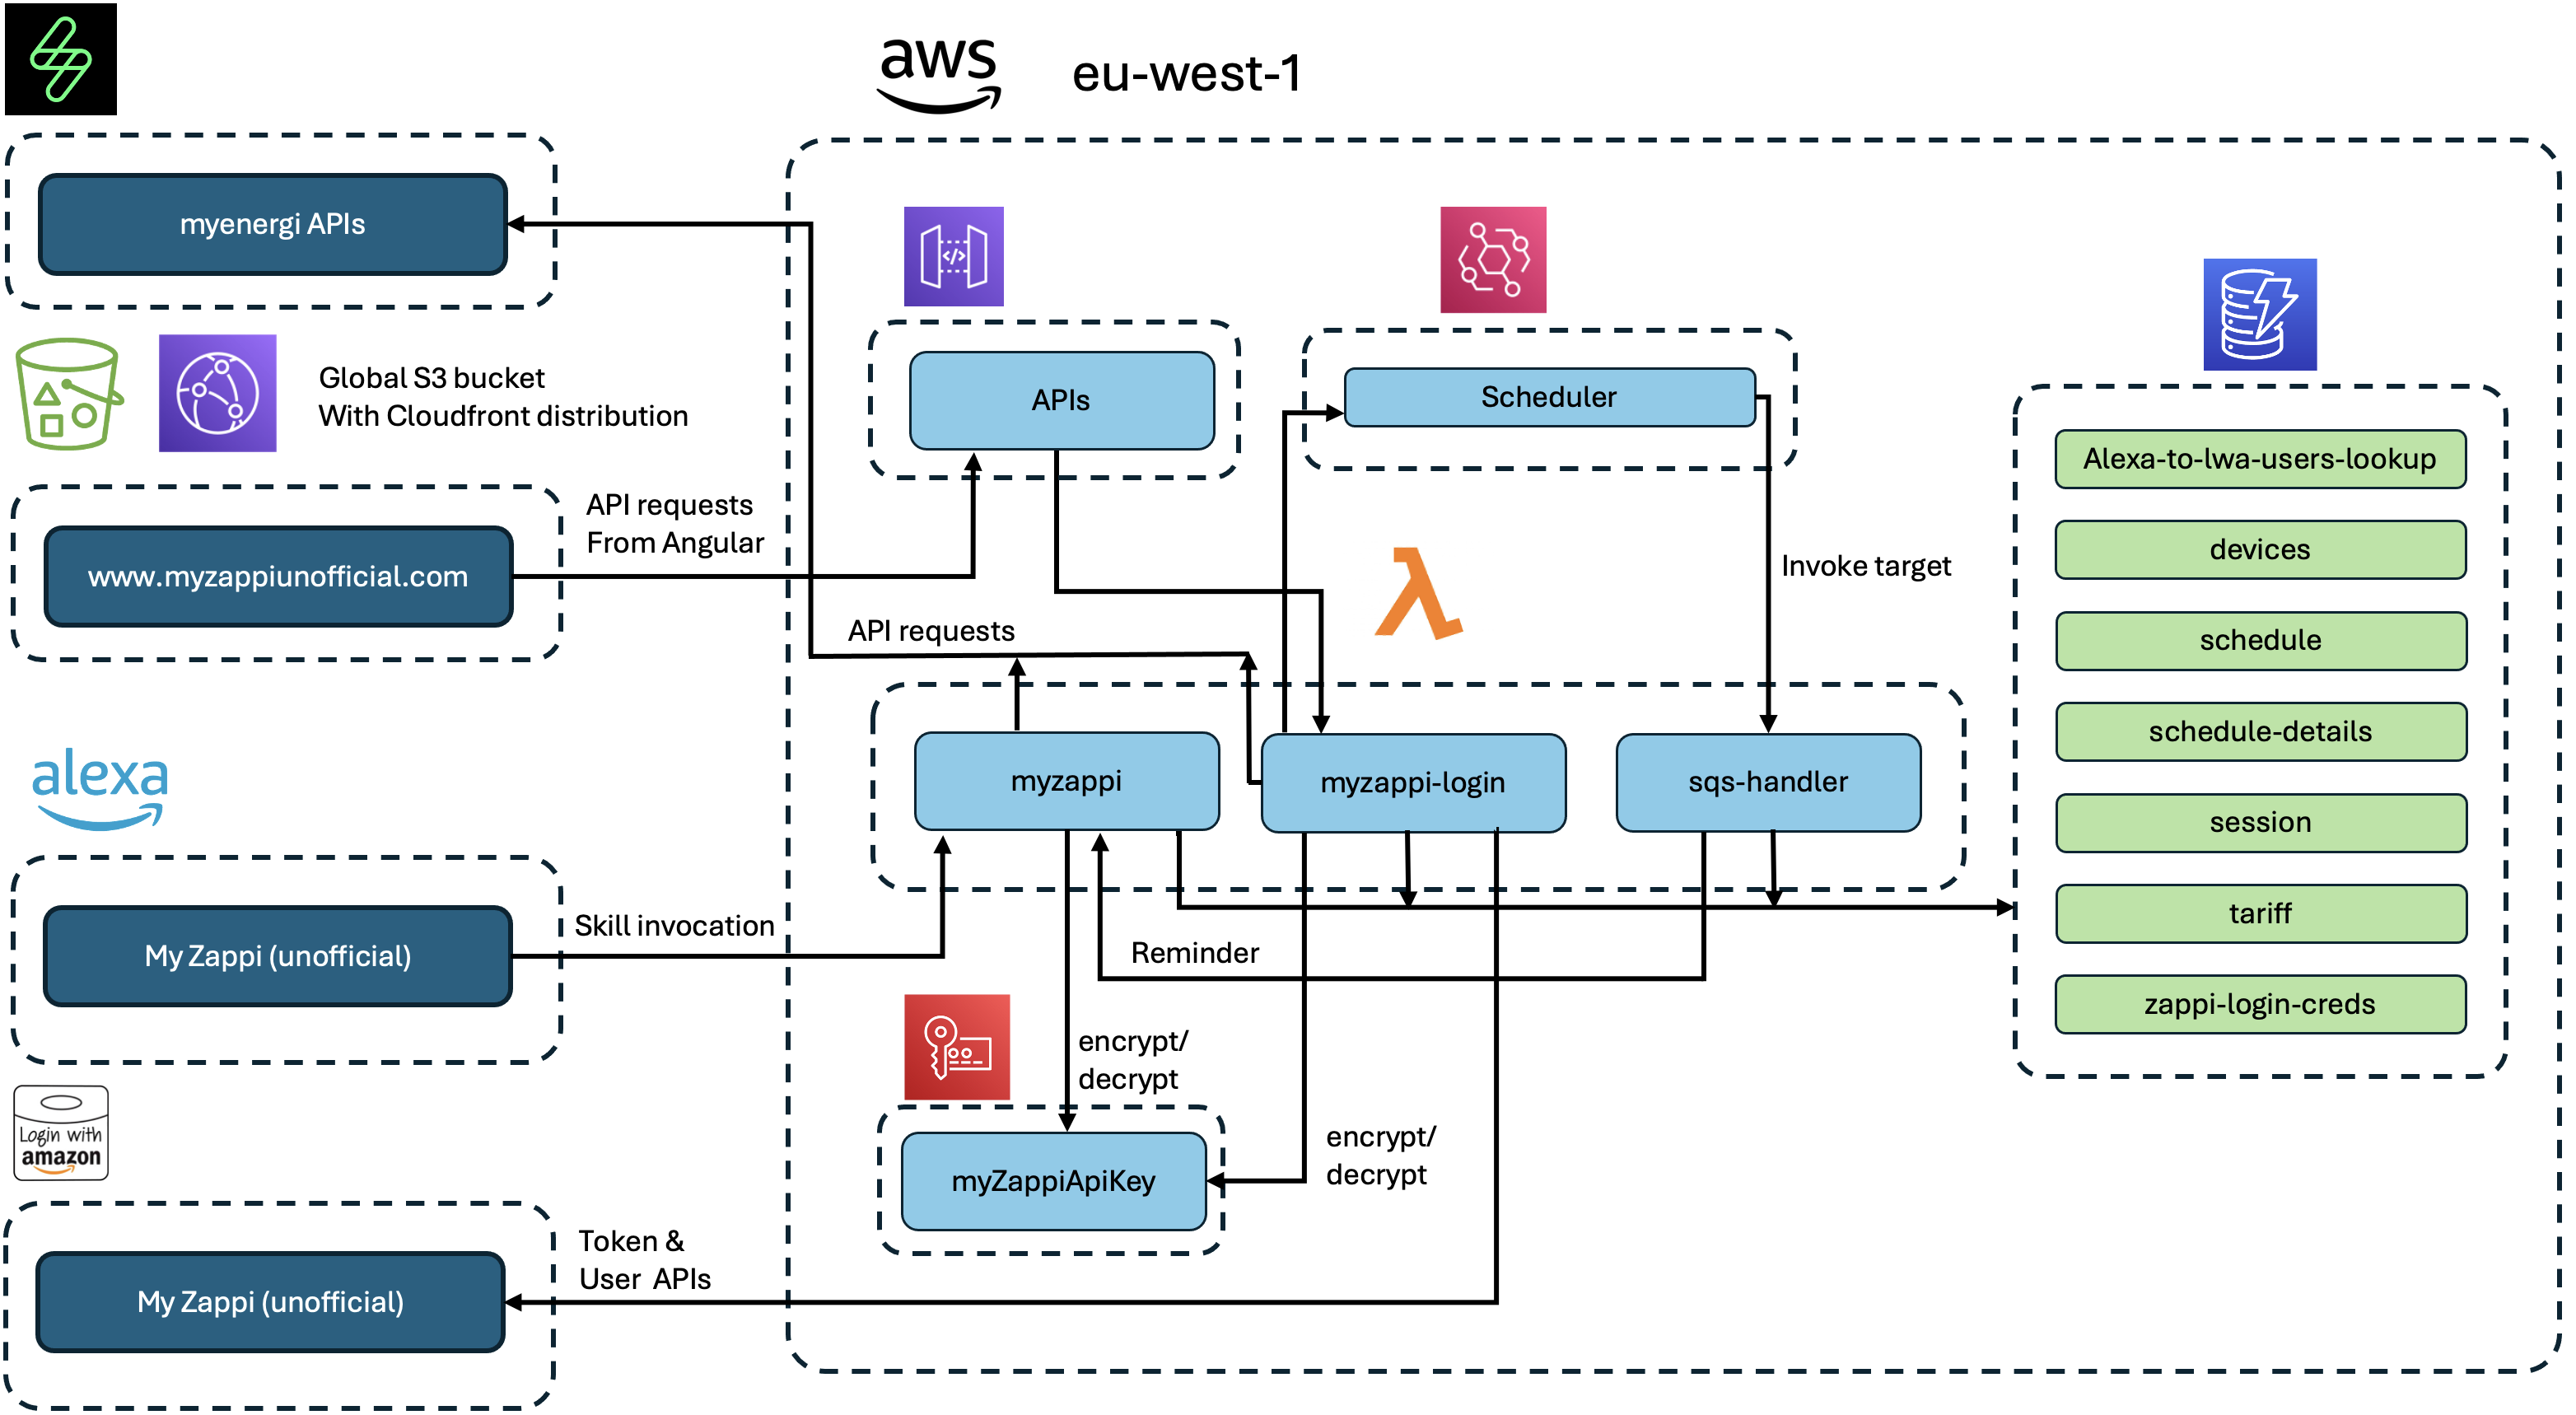 aws
eu-west-1
myenergi APIs
Global S3 bucket
With Cloudfront distribution
www.myzappiunofficial.com
API requests
From Angular
alexa
My Zappi (unofficial)
Skill invocation
Login with
amazon
My Zappi (unofficial)
Token &
User APIs
APIs
Scheduler
Invoke target
API requests
myzappi
myzappi-login
sqs-handler
Reminder
encrypt/
decrypt
myZappiApiKey
encrypt/
decrypt
Alexa-to-lwa-users-lookup
devices
schedule
schedule-details
session
tariff
zappi-login-creds